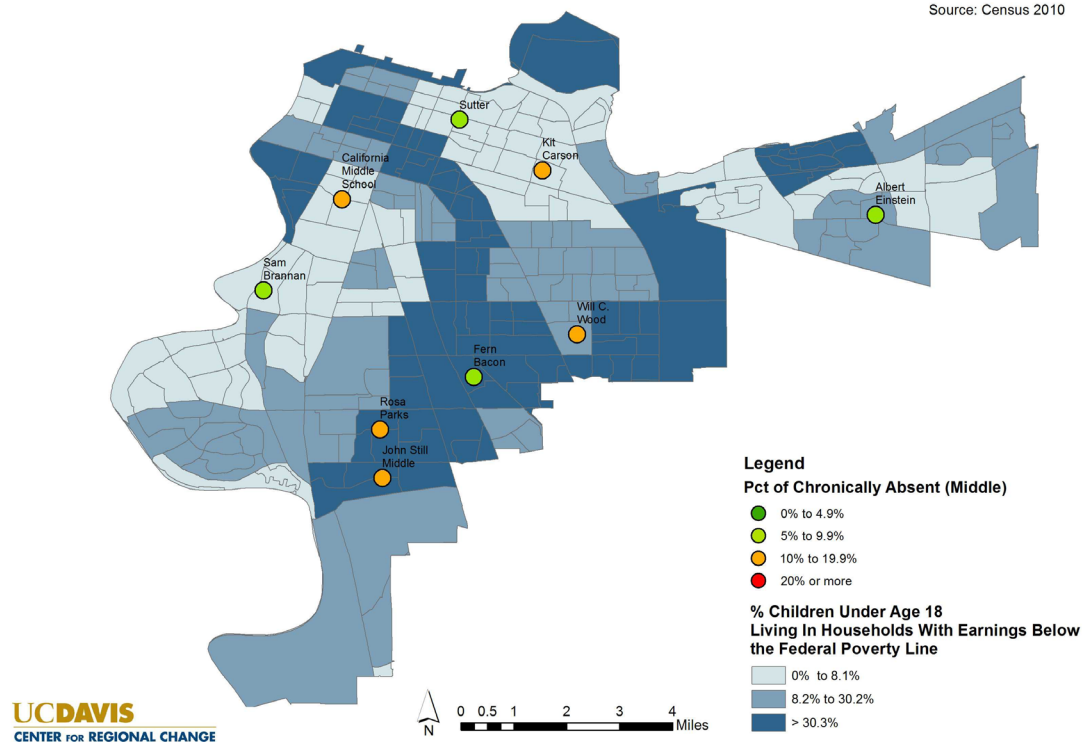 Source: Census 2010
Sutter
Kit
Carson
California
Middle
School
Albert
Einstein
Sam
Brannan
Will C.
Wood
Fern
Bacon
Rosa
Parks
John Still
Middle
Legend
Pct of Chronically Absent (Middle)
0% to 4.9%
5% to 9.9%
10% to 19.9%
20% or more
% Children Under Age 18
Living In Households With Earnings Below
the Federal Poverty Line
0% to 8.1%
8.2% to 30.2%
> 30.3%
N
0 0.5 1 2 3 4
Miles
UCDAVIS
CENTER FOR REGIONAL CHANGE